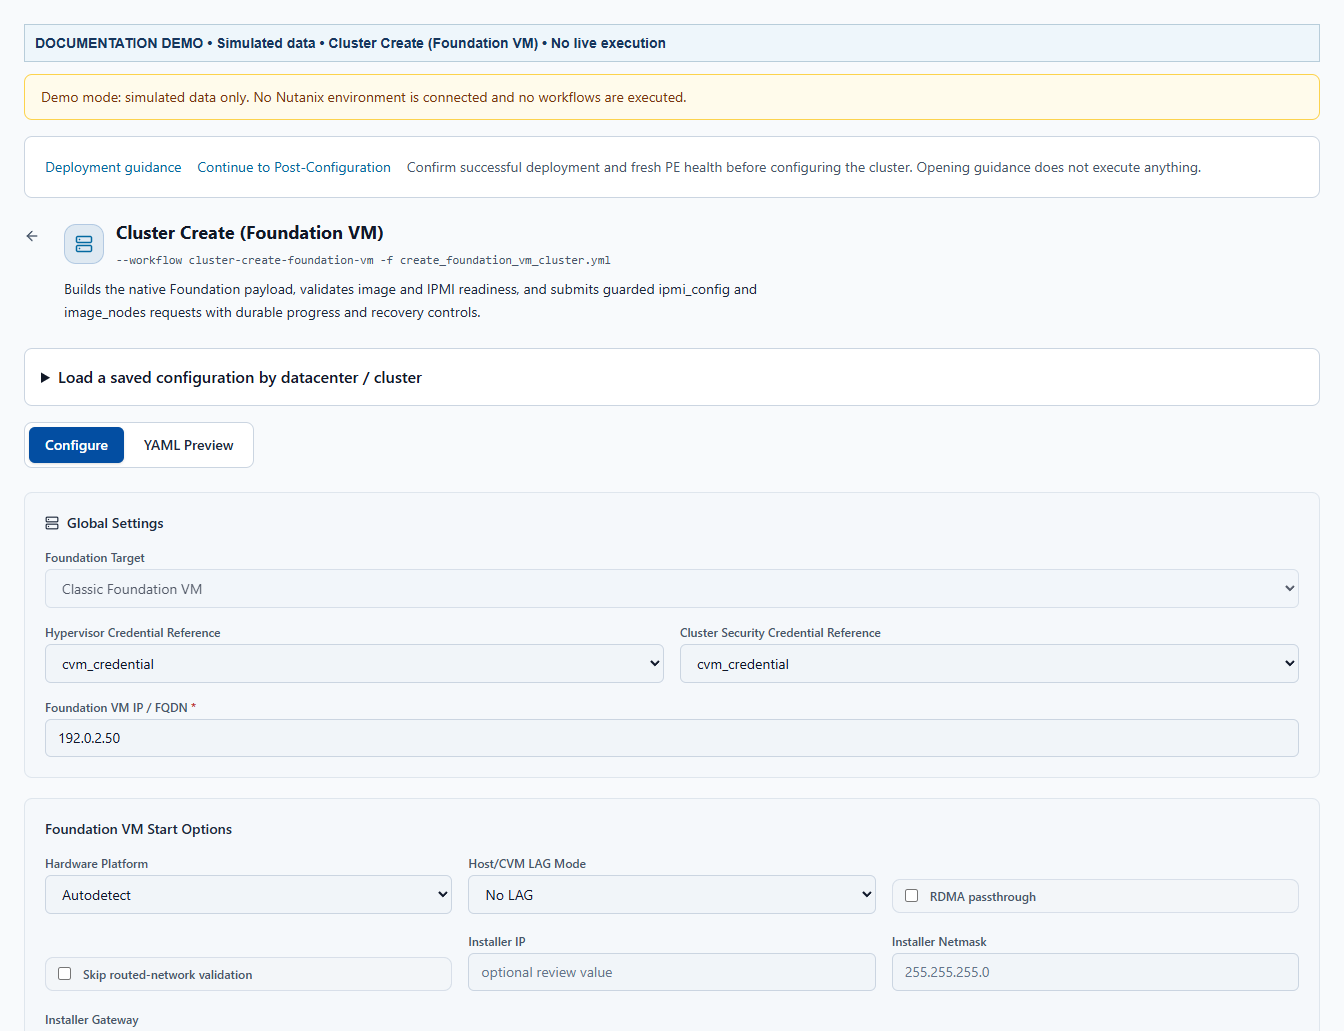 DOCUMENTATION DEMO • Simulated data • Cluster Create (Foundation VM) • No live execution
Demo mode: simulated data only. No Nutanix environment is connected and no workflows are executed.
Deployment guidance Continue to Post-Configuration Confirm successful deployment and fresh PE health before configuring the cluster. Opening guidance does not execute anything.
Cluster Create (Foundation VM)
--workflow cluster-create-foundation-vm -f create_foundation_vm_cluster.yml
Builds the native Foundation payload, validates image and IPMI readiness, and submits guarded ipmi_config and
image_nodes requests with durable progress and recovery controls.
Load a saved configuration by datacenter / cluster
Configure YAML Preview
Global Settings
Foundation Target
Classic Foundation VM
Hypervisor Credential Reference Cluster Security Credential Reference
cvm_credential cvm_credential
Foundation VM IP / FQDN *
192.0.2.50
Foundation VM Start Options
Hardware Platform Host/CVM LAG Mode
Autodetect No LAG RDMA passthrough
Installer IP Installer Netmask
Skip routed-network validation optional review value 255.255.255.0
Installer Gateway